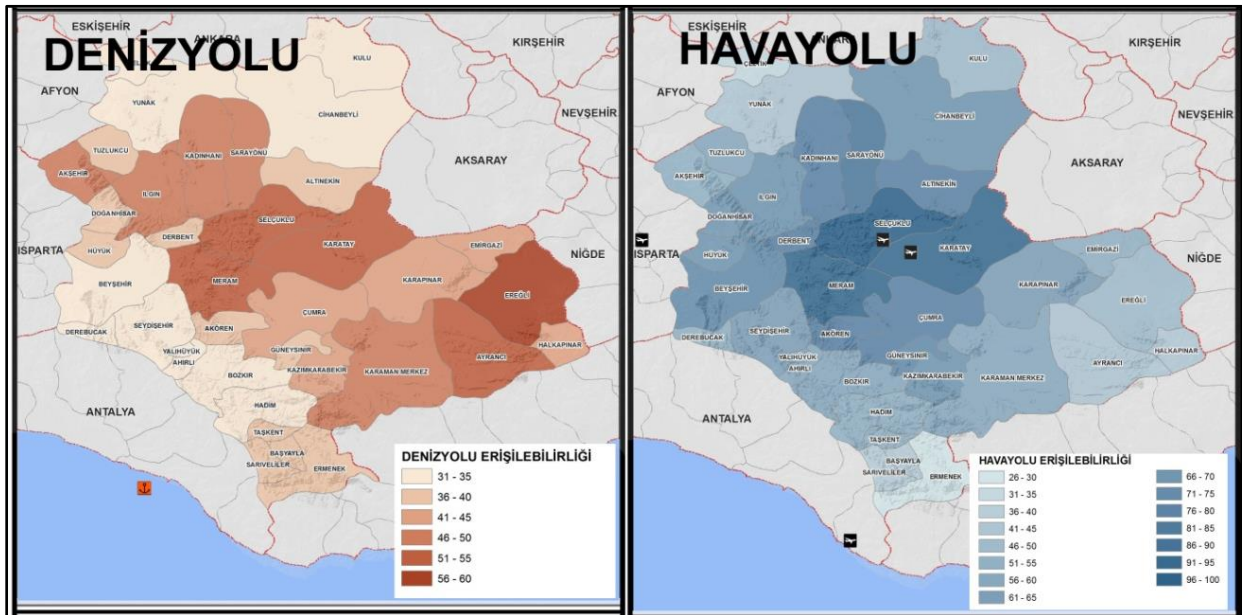 DENİZYOLU
ESKİŞEHİR
ANKARA
KIRŞEHİR
AFYON
NEVŞEHİR
AKSARAY
ISPARTA
NİĞDE
ANTALYA
KULU
YUNAK
CİHANBEYLİ
TUZLUKÇU
KADINHANI
SARAYÖNÜ
AKŞEHİR
ALTINEKİN
ILGIN
DOĞANHİSAR
SELÇUKLU
DERBENT
KARATAY
HÜYÜK
EMİRGAZİ
BEYŞEHİR
MERAM
KARAPINAR
EREĞLİ
ÇUMRA
DEREBUCAK
SEYDİŞEHİR
AKÖREN
YALIHÜYÜK
GÜNEYSINIR
HALKAPINAR
AHIRLI
AYRANCI
BOZKIR
KAZIMKARABEKİR
KARAMAN MERKEZ
HADİM
TAŞKENT
BAŞYAYLA
SARIVELİLER
ERMENEK
DENİZYOLU ERİŞİLEBİLİRLİĞİ
31 - 35
36 - 40
41 - 45
46 - 50
51 - 55
56 - 60
HAVAYOLU
ESKİŞEHİR
KIRŞEHİR
AFYON
NEVŞEHİR
AKSARAY
ISPARTA
NİĞDE
ANTALYA
KULU
YUNAK
CİHANBEYLİ
TUZLUKCU
KADINHANI
SARAYÖNÜ
AKŞEHİR
ALTINEKİN
ILGIN
DOĞANHİSAR
SELÇUKLU
DERBENT
KARATAY
HÜYÜK
EMİRGAZİ
BEYŞEHİR
MERAM
KARAPINAR
EREĞLİ
ÇUMRA
DEREBUCAK
SEYDİŞEHİR
AKÖREN
YALIHÜYÜK
GÜNEYSINIR
HALKAPINAR
AHIRLI
AYRANCI
BOZKIR
KAZIMKARABEKİR
KARAMAN MERKEZ
HADİM
TAŞKENT
BAŞYAYLA
SARIVELİLER
ERMENEK
HAVAYOLU ERİŞİLEBİLİRLİĞİ
26 - 30
31 - 35
36 - 40
41 - 45
46 - 50
51 - 55
56 - 60
61 - 65
66 - 70
71 - 75
76 - 80
81 - 85
86 - 90
91 - 95
96 - 100